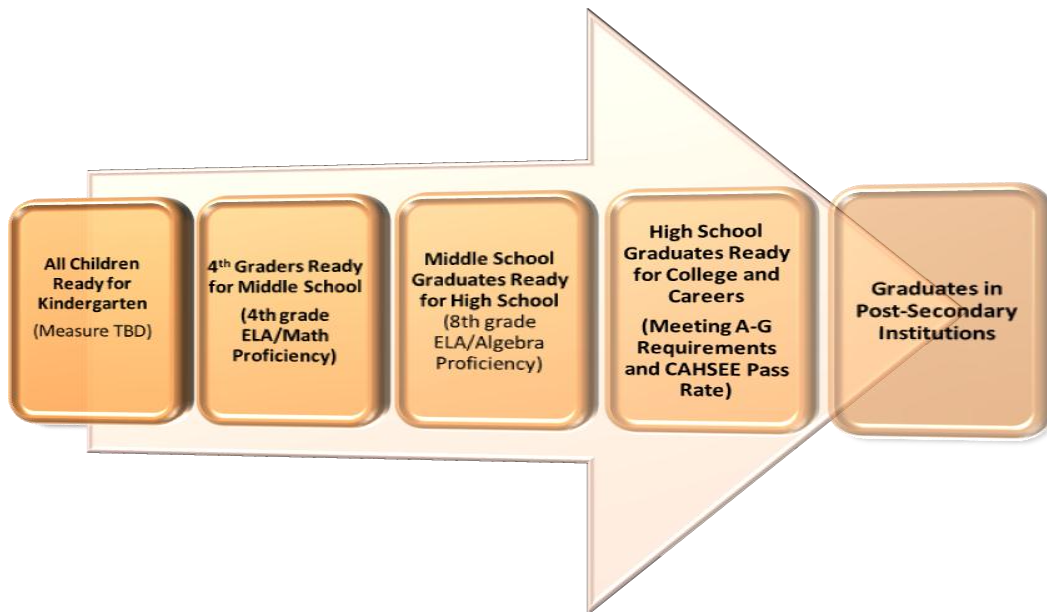 All Children
Ready for
Kindergarten
(Measure TBD)
4th Graders Ready
for Middle School
(4th grade
ELA/Math
Proficiency)
Middle School
Graduates Ready
for High School
(8th grade
ELA/Algebra
Proficiency)
High School
Graduates Ready
for College and
Careers
(Meeting A-G
Requirements
and CAHSEE Pass
Rate)
Graduates in
Post-Secondary
Institutions